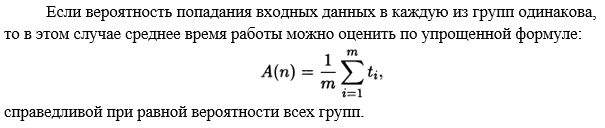 Если вероятность попадания входных данных в каждую из групп одинакова,
то в этом случае среднее время работы можно оценить по упрощенной формуле:
A(n) = \frac{1}{m} \sum_{i=1}^{m} t_i,
справедливой при равной вероятности всех групп.